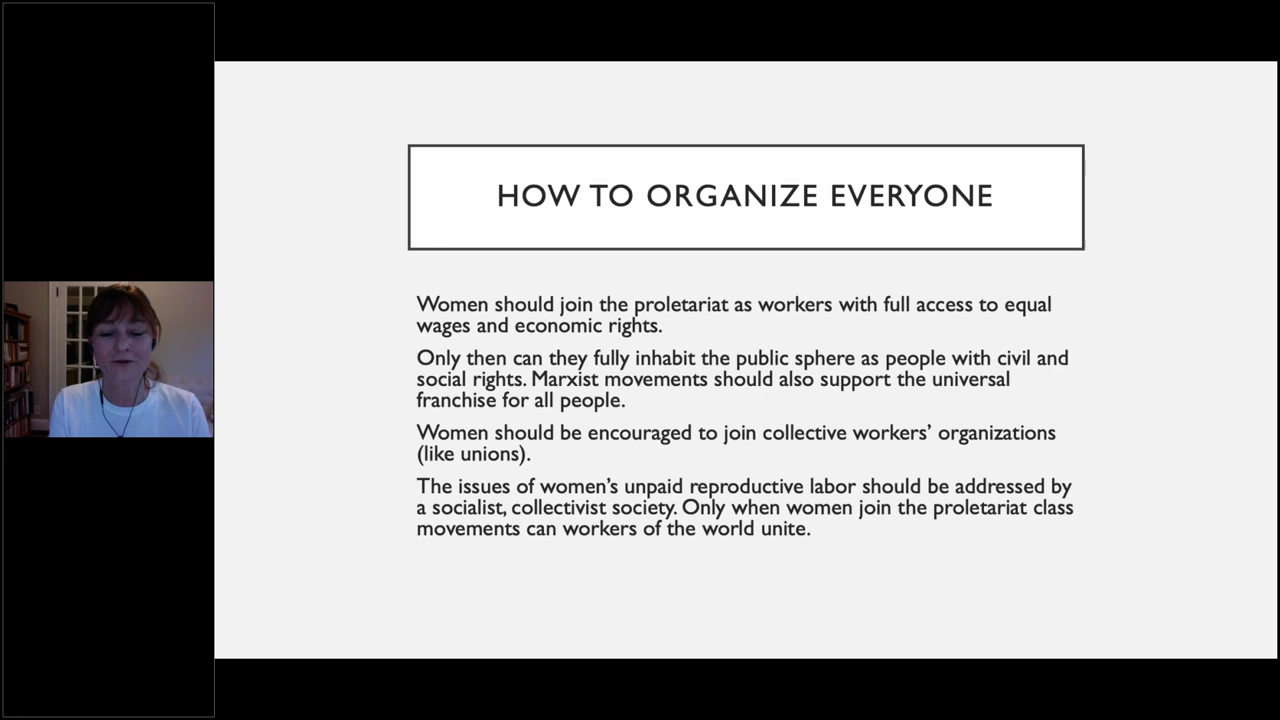 HOW TO ORGANIZE EVERYONE
Women should join the proletariat as workers with full access to equal
wages and economic rights.
Only then can they fully inhabit the public sphere as people with civil and
social rights. Marxist movements should also support the universal
franchise for all people.
Women should be encouraged to join collective workers’ organizations
(like unions).
The issues of women’s unpaid reproductive labor should be addressed by
a socialist, collectivist society. Only when women join the proletariat class
movements can workers of the world unite.